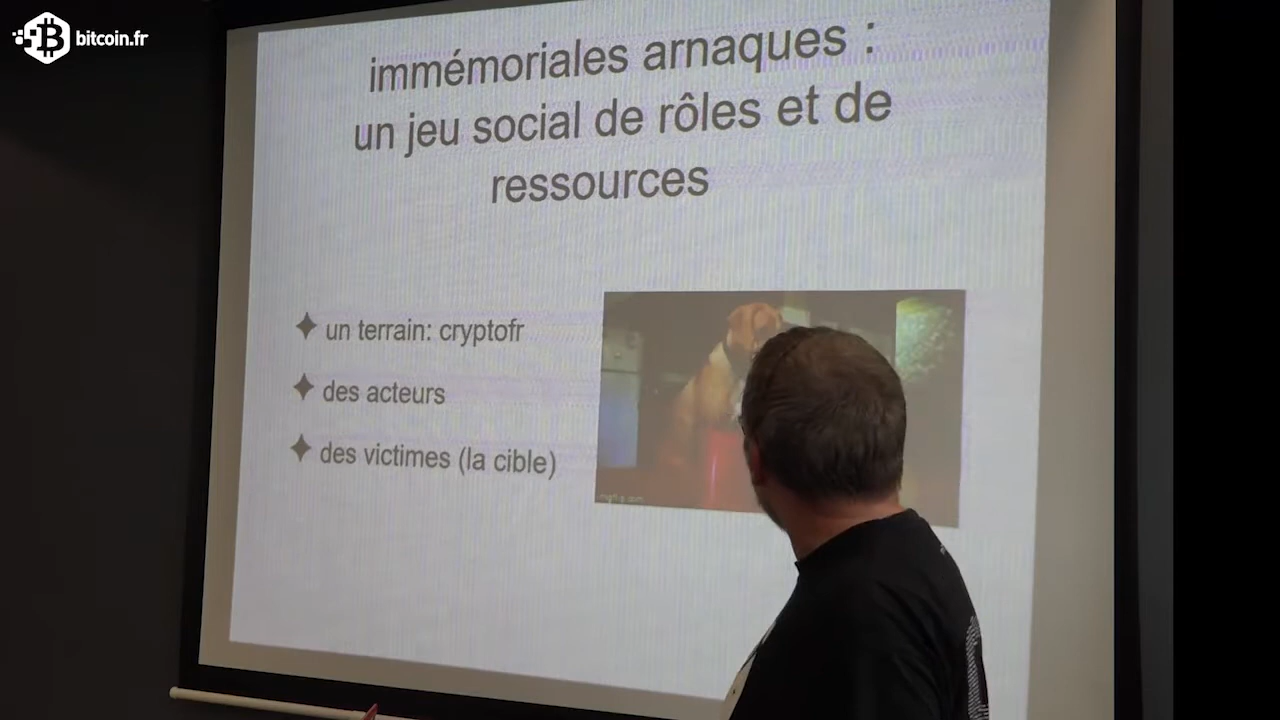 bitcoin.fr
immémoriales arnaques :
un jeu social de rôles et de
ressources
un terrain: cryptofr
des acteurs
des victimes (la cible)